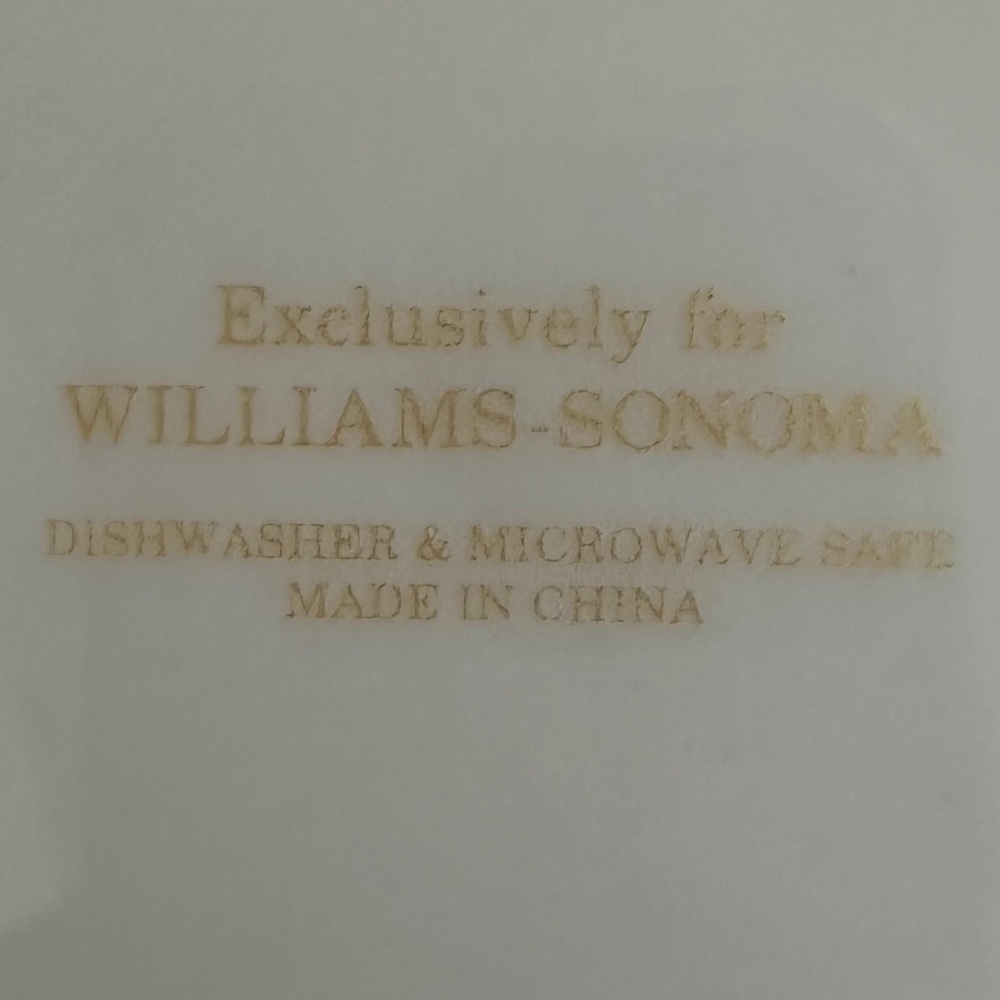 Exclusively for
WILLIAMS-SONOMA
DISHWASHER & MICROWAVE SAFE
MADE IN CHINA